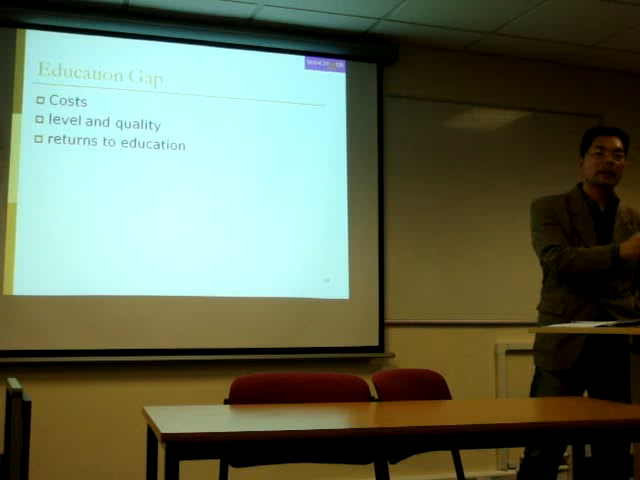 Education Gap
Costs
level and quality
returns to education